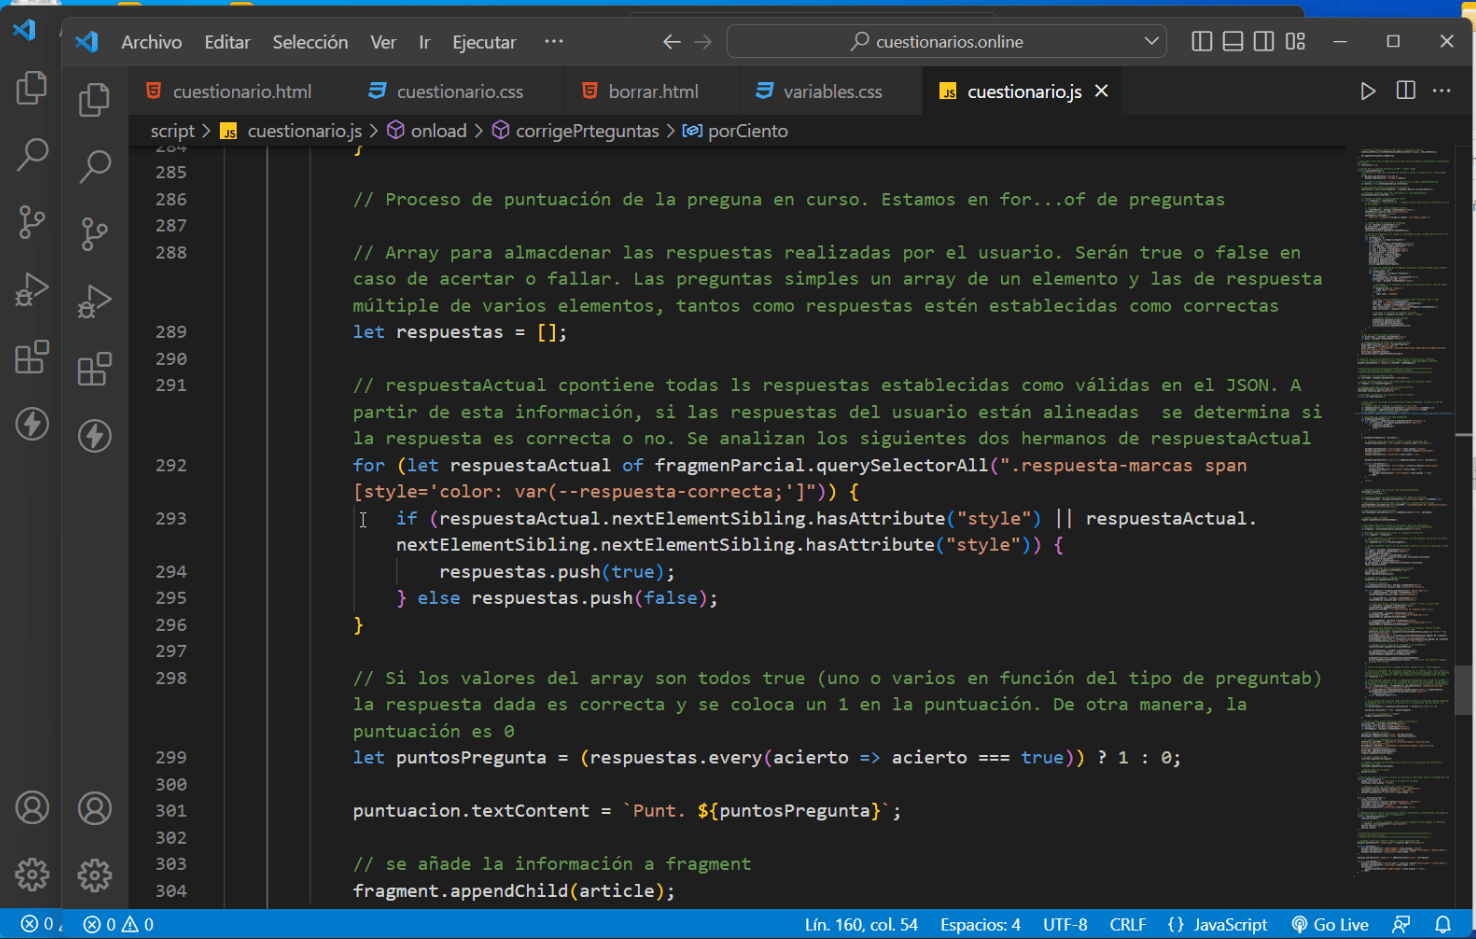 Archivo Editar Selección Ver Ir Ejecutar ··· cuestionarios.online
cuestionario.html cuestionario.css borrar.html variables.css JS cuestionario.js
script > JS cuestionario.js > onload > corrigePrteguntas > porCiento
284 }
285
286 // Proceso de puntuación de la preguna en curso. Estamos en for...of de preguntas
287
288 // Array para almacdenar las respuestas realizadas por el usuario. Serán true o false en
caso de acertar o fallar. Las preguntas simples un array de un elemento y las de respuesta
múltiple de varios elementos, tantos como respuestas estén establecidas como correctas
289 let respuestas = [];
290
291 // respuestaActual cpontiene todas ls respuestas establecidas como válidas en el JSON. A
partir de esta información, si las respuestas del usuario están alineadas  se determina si
la respuesta es correcta o no. Se analizan los siguientes dos hermanos de respuestaActual
292 for (let respuestaActual of fragmenParcial.querySelectorAll(".respuesta-marcas span
[style='color: var(--respuesta-correcta;']")) {
293 if (respuestaActual.nextElementSibling.hasAttribute("style") || respuestaActual.
nextElementSibling.nextElementSibling.hasAttribute("style")) {
294 respuestas.push(true);
295 } else respuestas.push(false);
296 }
297
298 // Si los valores del array son todos true (uno o varios en función del tipo de preguntab)
la respuesta dada es correcta y se coloca un 1 en la puntuación. De otra manera, la
puntuación es 0
299 let puntosPregunta = (respuestas.every(acierto => acierto === true)) ? 1 : 0;
300
301 puntuacion.textContent = `Punt. ${puntosPregunta}`;
302
303 // se añade la información a fragment
304 fragment.appendChild(article);
0 0 0 Lín. 160, col. 54 Espacios: 4 UTF-8 CRLF {} JavaScript Go Live